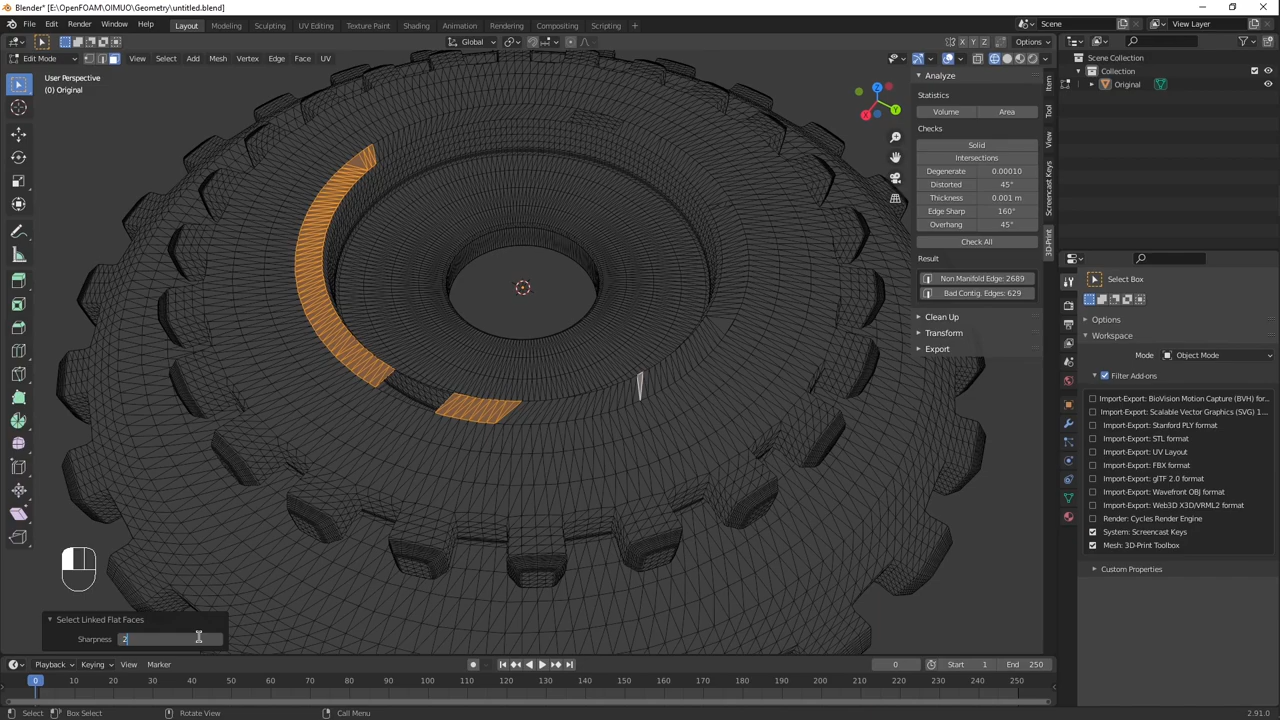 Blender* [E:\OpenFOAM\OIMUO\Geometry\untitled.blend]
File Edit Render Window Help Layout Modeling Sculpting UV Editing Texture Paint Shading Animation Rendering Compositing Scripting Scene View Layer
Global X Y Z Options
Edit Mode View Select Add Mesh Vertex Edge Face UV
User Perspective
(0) Original
Z
Y
X
Analyze
Statistics
Volume Area
Checks
Solid
Intersections
Degenerate 0.00010
Distorted 45°
Thickness 0.001 m
Edge Sharp 160°
Overhang 45°
Check All
Result
Non Manifold Edge: 2689
Bad Contig. Edges: 629
Clean Up
Transform
Export
Item
Tool
View
Screencast Keys
3D-Print
Scene Collection
Collection
Original
Select Box
Options
Workspace
Mode Object Mode
Filter Add-ons
Import-Export: BioVision Motion Capture (BVH) for...
Import-Export: Scalable Vector Graphics (SVG) 1....
Import-Export: Stanford PLY format
Import-Export: STL format
Import-Export: UV Layout
Import-Export: FBX format
Import-Export: glTF 2.0 format
Import-Export: Wavefront OBJ format
Import-Export: Web3D X3D/VRML2 format
Render: Cycles Render Engine
System: Screencast Keys
Mesh: 3D-Print Toolbox
Custom Properties
Select Linked Flat Faces
Sharpness 2
Playback Keying View Marker 0 Start 1 End 250
0 10 20 30 40 50 60 70 80 90 100 110 120 130 140 150 160 170 180 190 200 210 220 230 240 250
Select Box Select Rotate View Call Menu 2.91.0